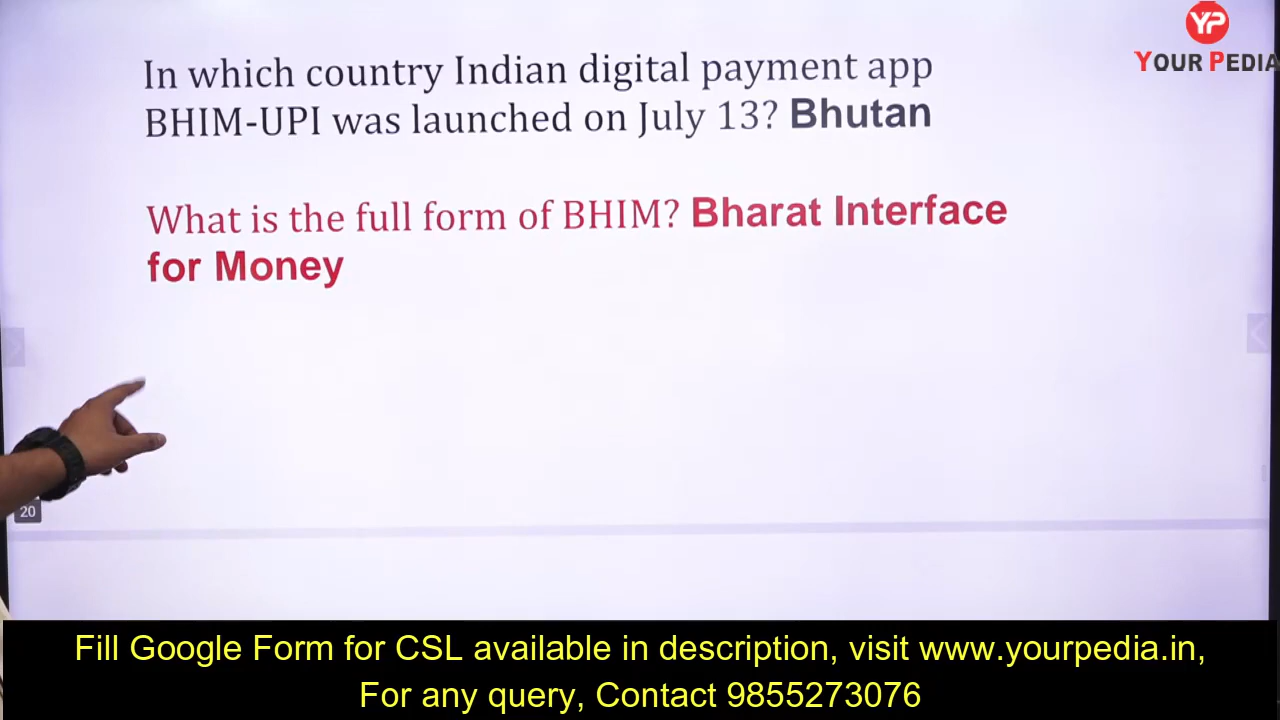 YP
YOUR PEDIA
In which country Indian digital payment app
BHIM-UPI was launched on July 13? Bhutan
What is the full form of BHIM? Bharat Interface
for Money
20
Fill Google Form for CSL available in description, visit www.yourpedia.in,
For any query, Contact 9855273076